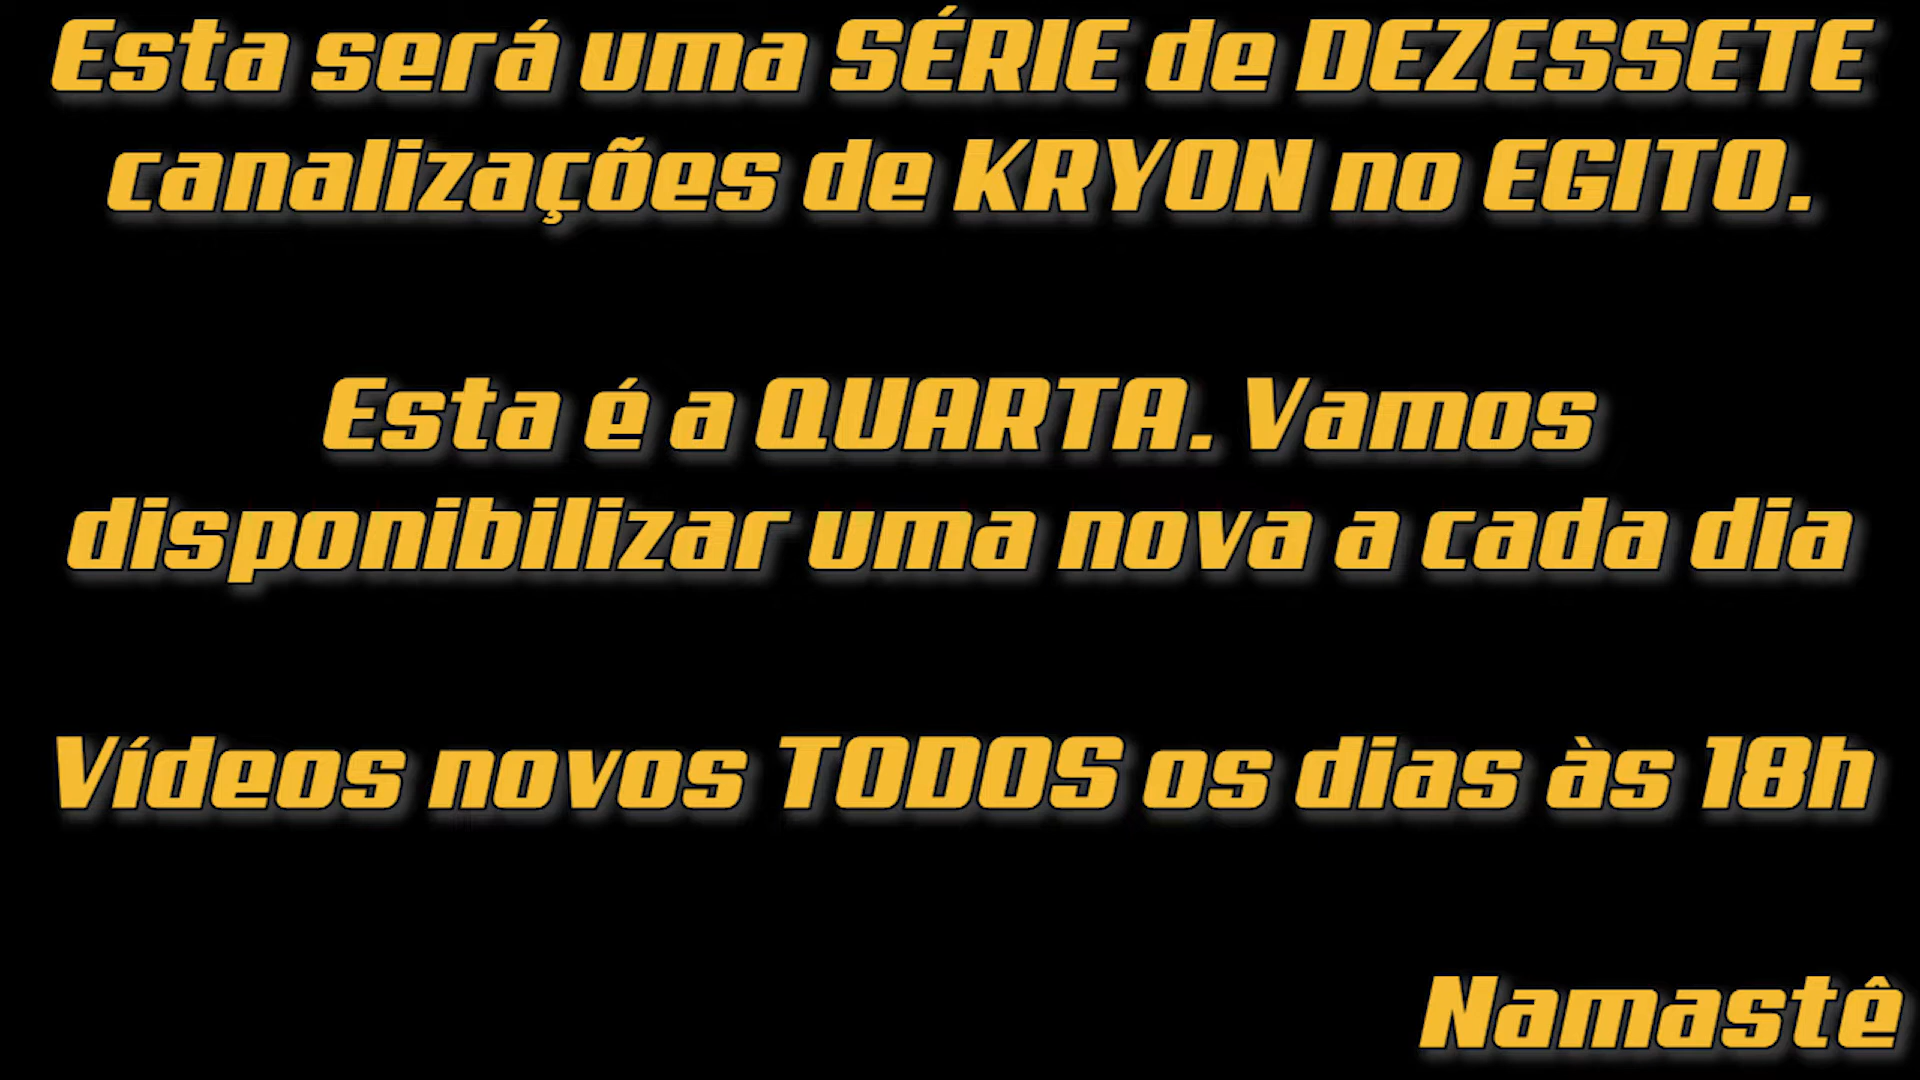 Esta será uma SÉRIE de DEZESSETE
canalizações de KRYON no EGITO.
Esta é a QUARTA. Vamos
disponibilizar uma nova a cada dia
Vídeos novos TODOS os dias às 18h
Namastê